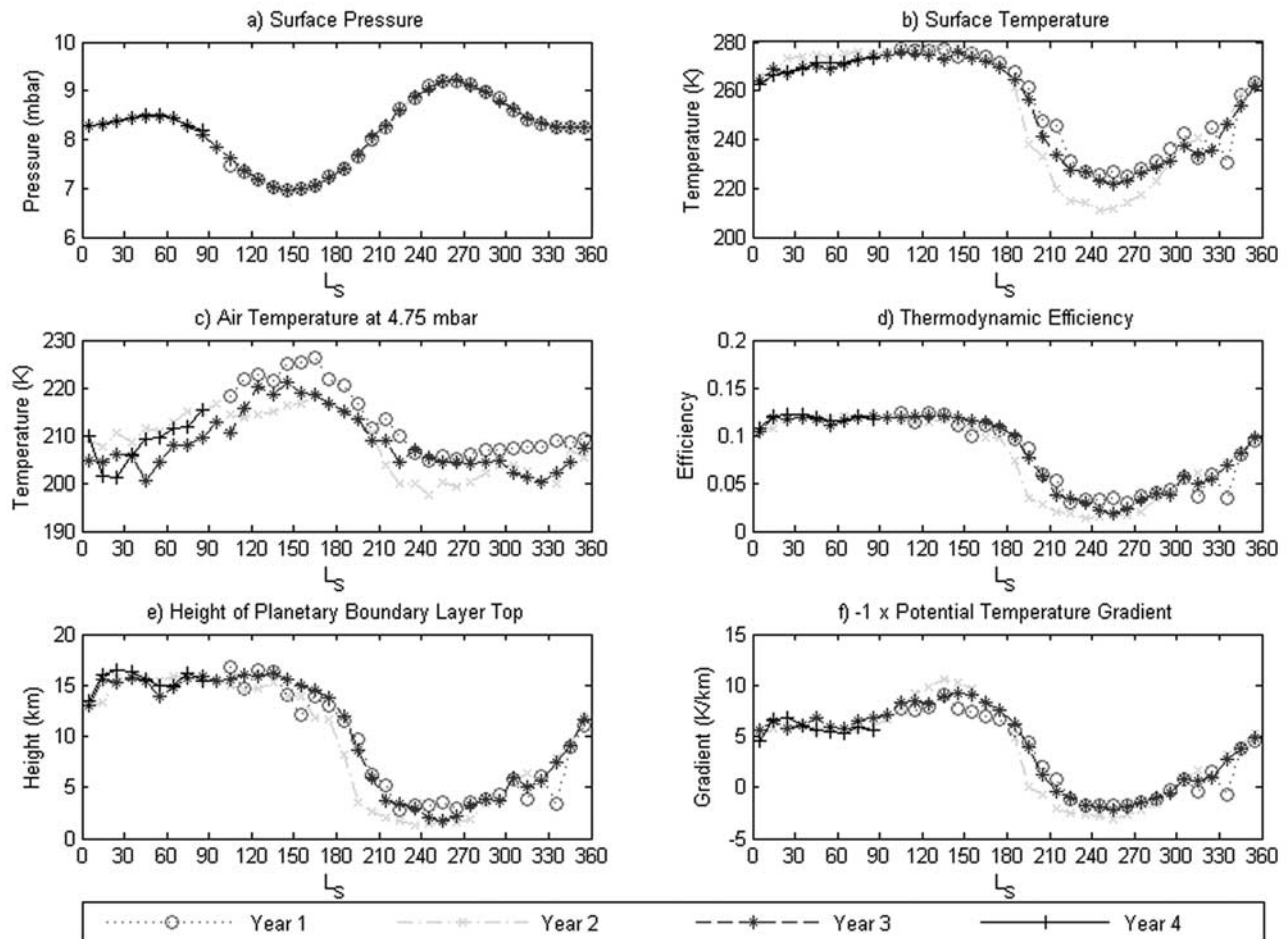 a) Surface Pressure
10
9
8
7
6
Pressure (mbar)
0 30 60 90 120 150 180 210 240 270 300 330 360
L_S
b) Surface Temperature
280
260
240
220
200
Temperature (K)
0 30 60 90 120 150 180 210 240 270 300 330 360
L_S
c) Air Temperature at 4.75 mbar
230
220
210
200
190
Temperature (K)
0 30 60 90 120 150 180 210 240 270 300 330 360
L_S
d) Thermodynamic Efficiency
0.2
0.15
0.1
0.05
0
Efficiency
0 30 60 90 120 150 180 210 240 270 300 330 360
L_S
e) Height of Planetary Boundary Layer Top
20
15
10
5
0
Height (km)
0 30 60 90 120 150 180 210 240 270 300 330 360
L_S
f) -1 x Potential Temperature Gradient
15
10
5
0
-5
Gradient (K/km)
0 30 60 90 120 150 180 210 240 270 300 330 360
L_S
Year 1 Year 2 Year 3 Year 4